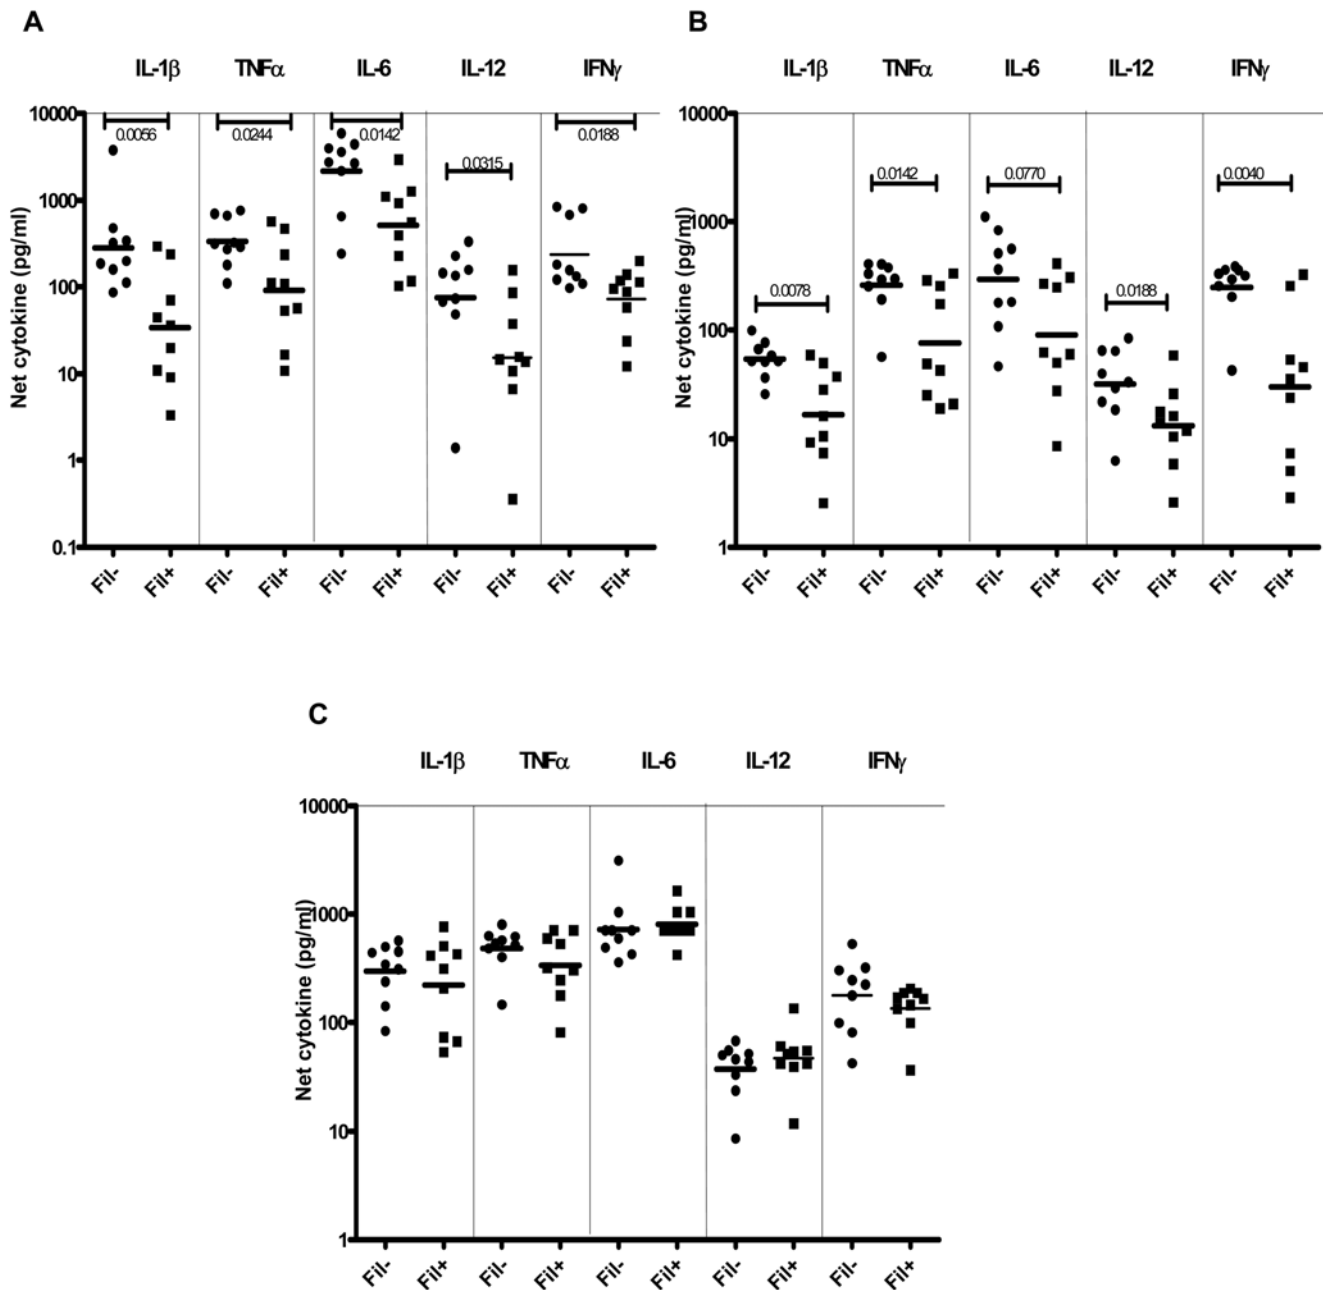 A
IL-1β TNFα IL-6 IL-12 IFNγ
10000
1000
100
10
1
0.1
Net cytokine (pg/ml)
0.0056 0.0244 0.0142 0.0315 0.0188
Fil- Fil+ Fil- Fil+ Fil- Fil+ Fil- Fil+ Fil- Fil+
B
IL-1β TNFα IL-6 IL-12 IFNγ
10000
1000
100
10
1
Net cytokine (pg/ml)
0.0078 0.0142 0.0770 0.0188 0.0040
Fil- Fil+ Fil- Fil+ Fil- Fil+ Fil- Fil+ Fil- Fil+
C
IL-1β TNFα IL-6 IL-12 IFNγ
10000
1000
100
10
1
Net cytokine (pg/ml)
Fil- Fil+ Fil- Fil+ Fil- Fil+ Fil- Fil+ Fil- Fil+